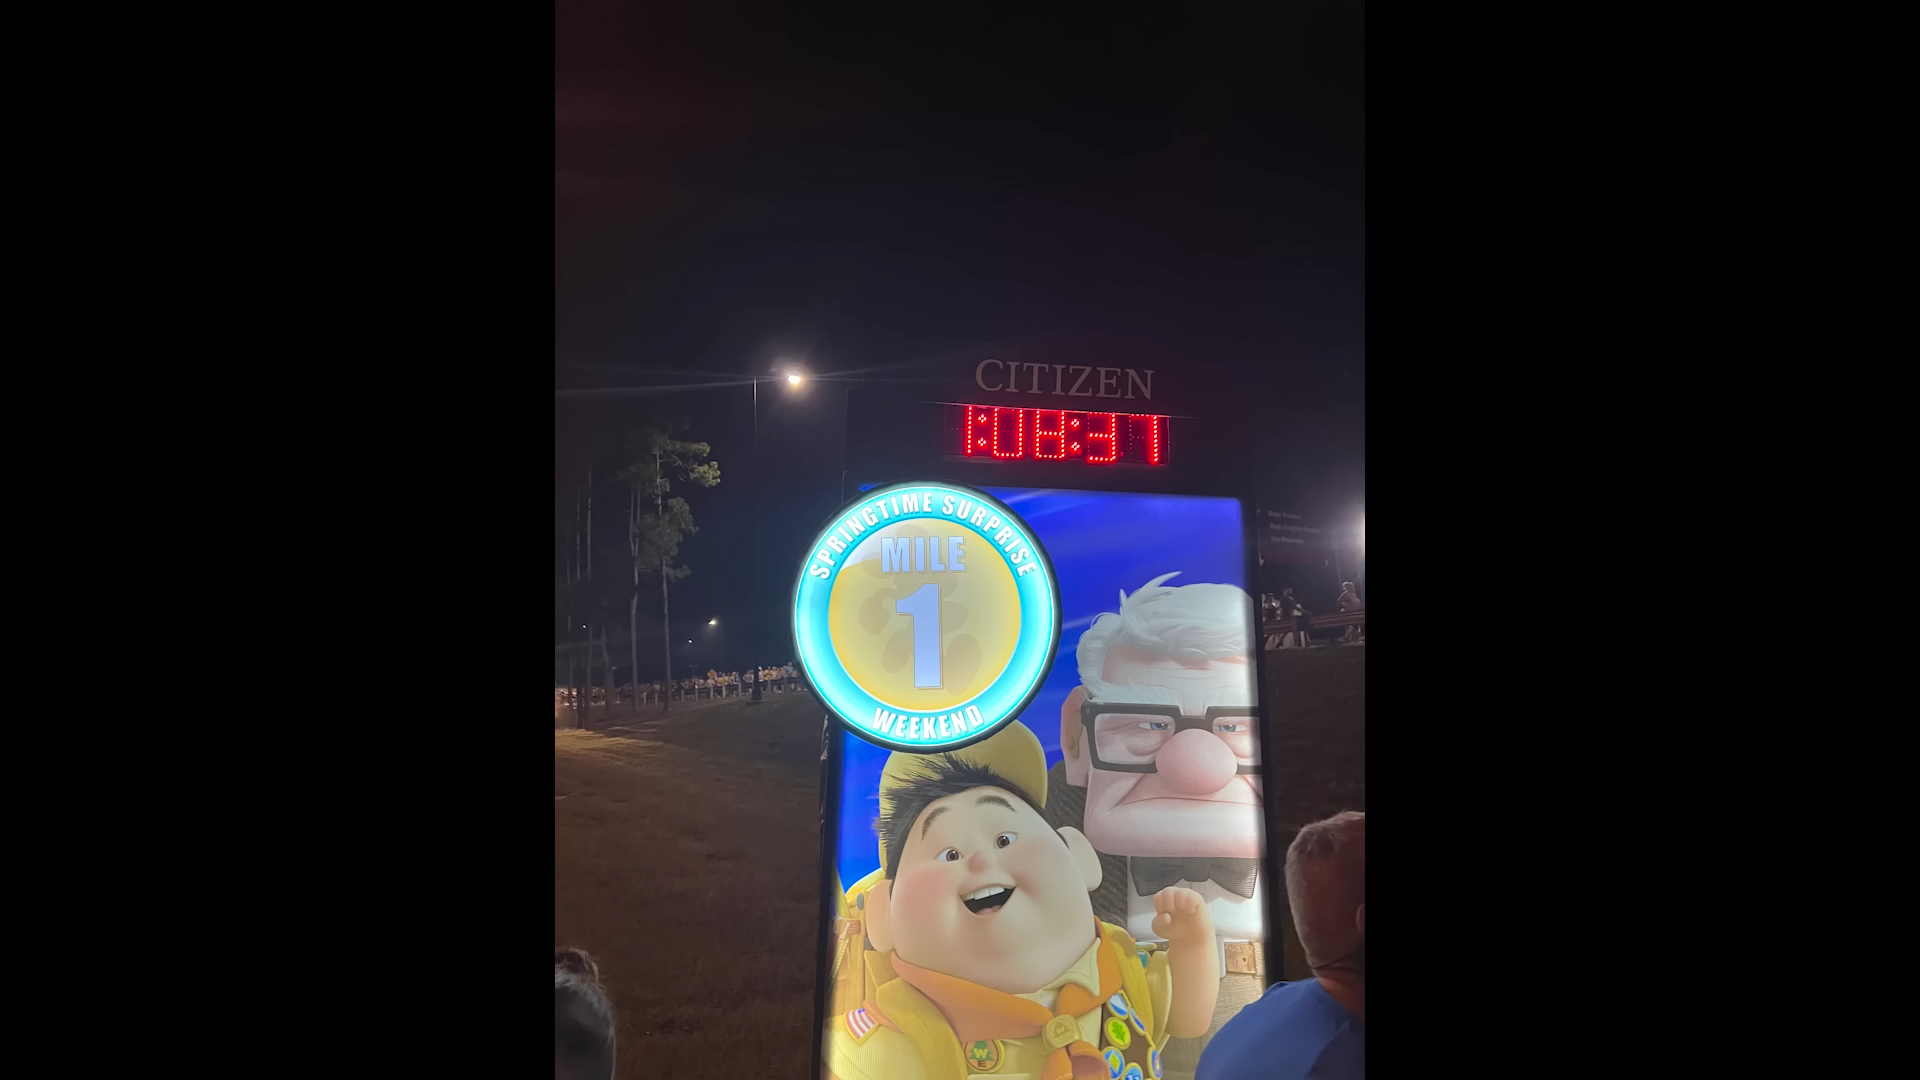 CITIZEN
1:08:37
SPRINGTIME SURPRISE
MILE
1
WEEKEND
W
W
E